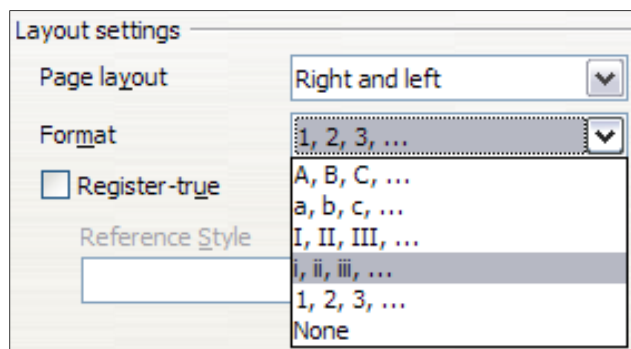 Layout settings
Page layout Right and left
Format 1, 2, 3, ...
Register-true A, B, C, ...
a, b, c, ...
Reference Style I, II, III, ...
i, ii, iii, ...
1, 2, 3, ...
None